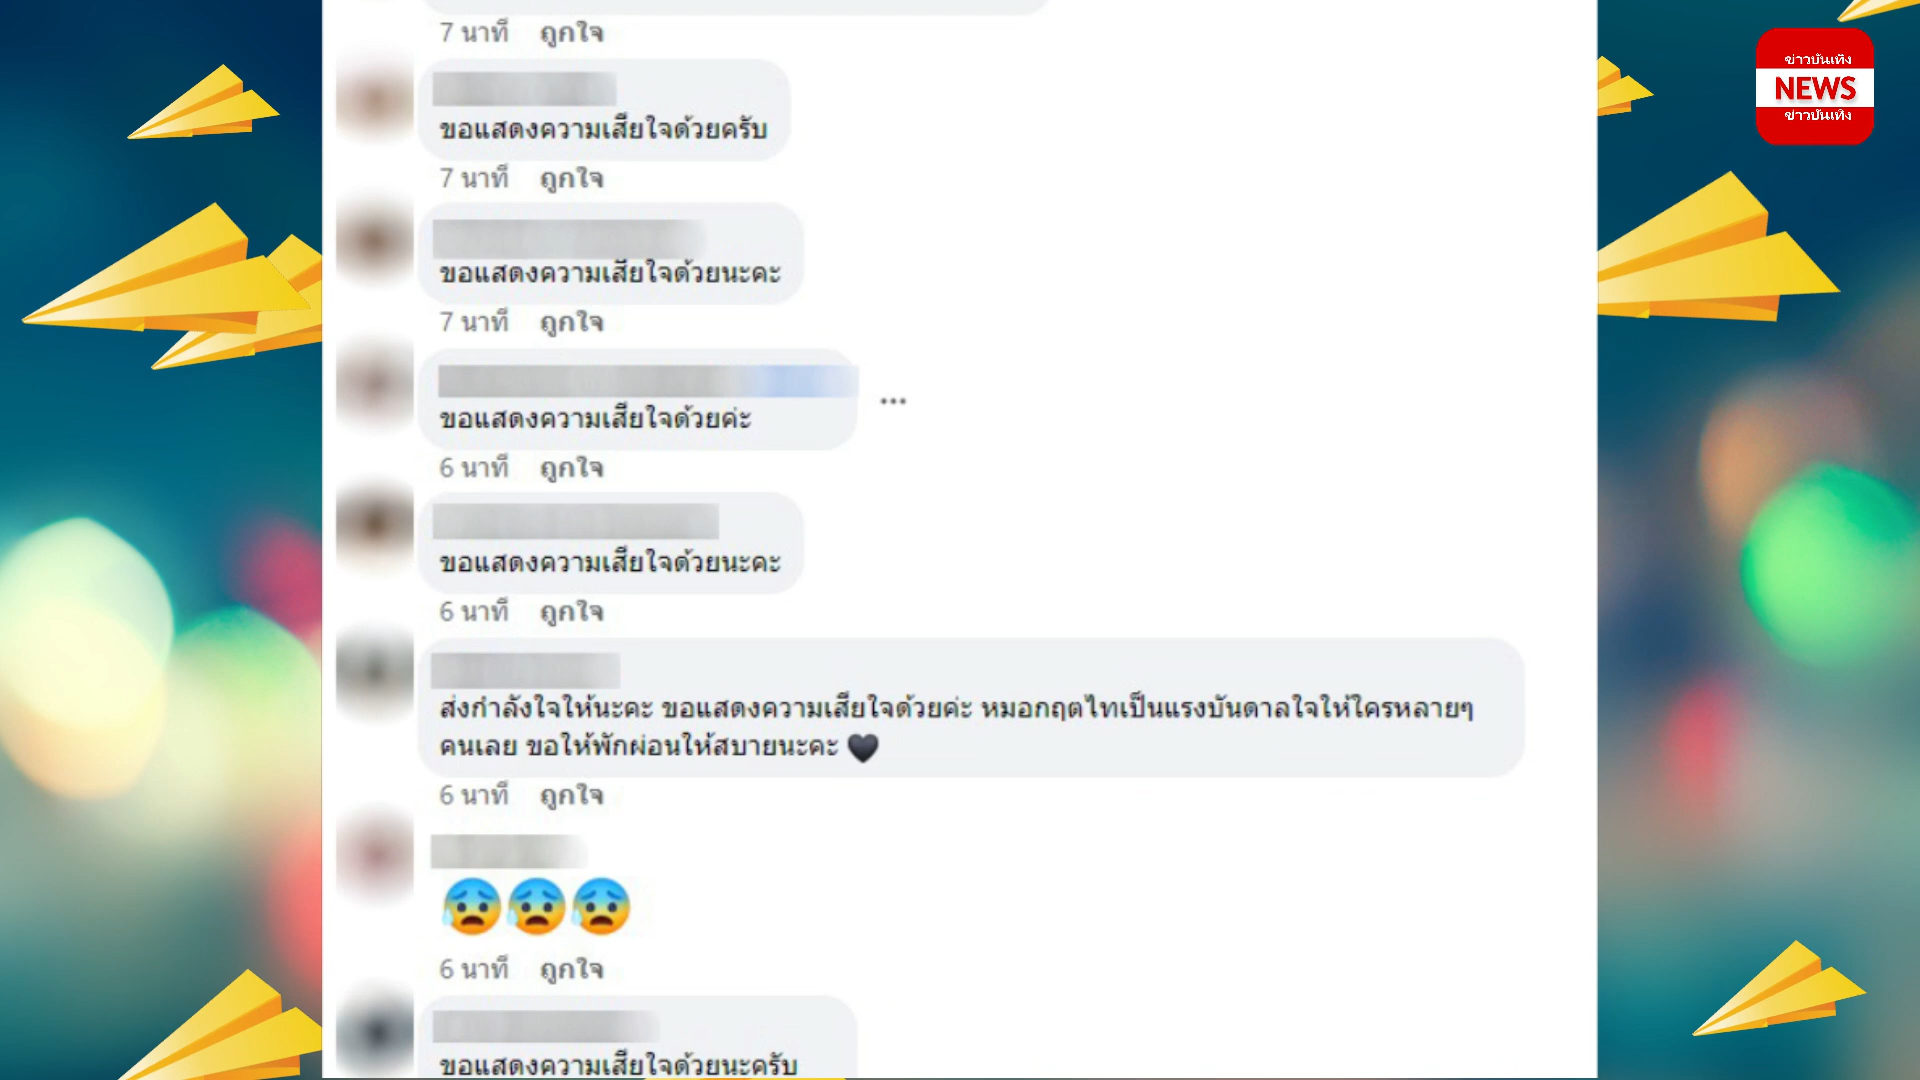 7 นาที ถูกใจ
ข่าวบันเทิง
NEWS
ข่าวบันเทิง
ขอแสดงความเสียใจด้วยครับ
7 นาที ถูกใจ
ขอแสดงความเสียใจด้วยนะคะ
7 นาที ถูกใจ
ขอแสดงความเสียใจด้วยค่ะ
6 นาที ถูกใจ
ขอแสดงความเสียใจด้วยนะคะ
6 นาที ถูกใจ
ส่งกำลังใจให้นะคะ ขอแสดงความเสียใจด้วยค่ะ หมอกฤตไทเป็นแรงบันดาลใจให้ใครหลายๆ
คนเลย ขอให้พักผ่อนให้สบายนะคะ 🖤
6 นาที ถูกใจ
😰😰😰
6 นาที ถูกใจ
ขอแสดงความเสียใจด้วยนะครับ